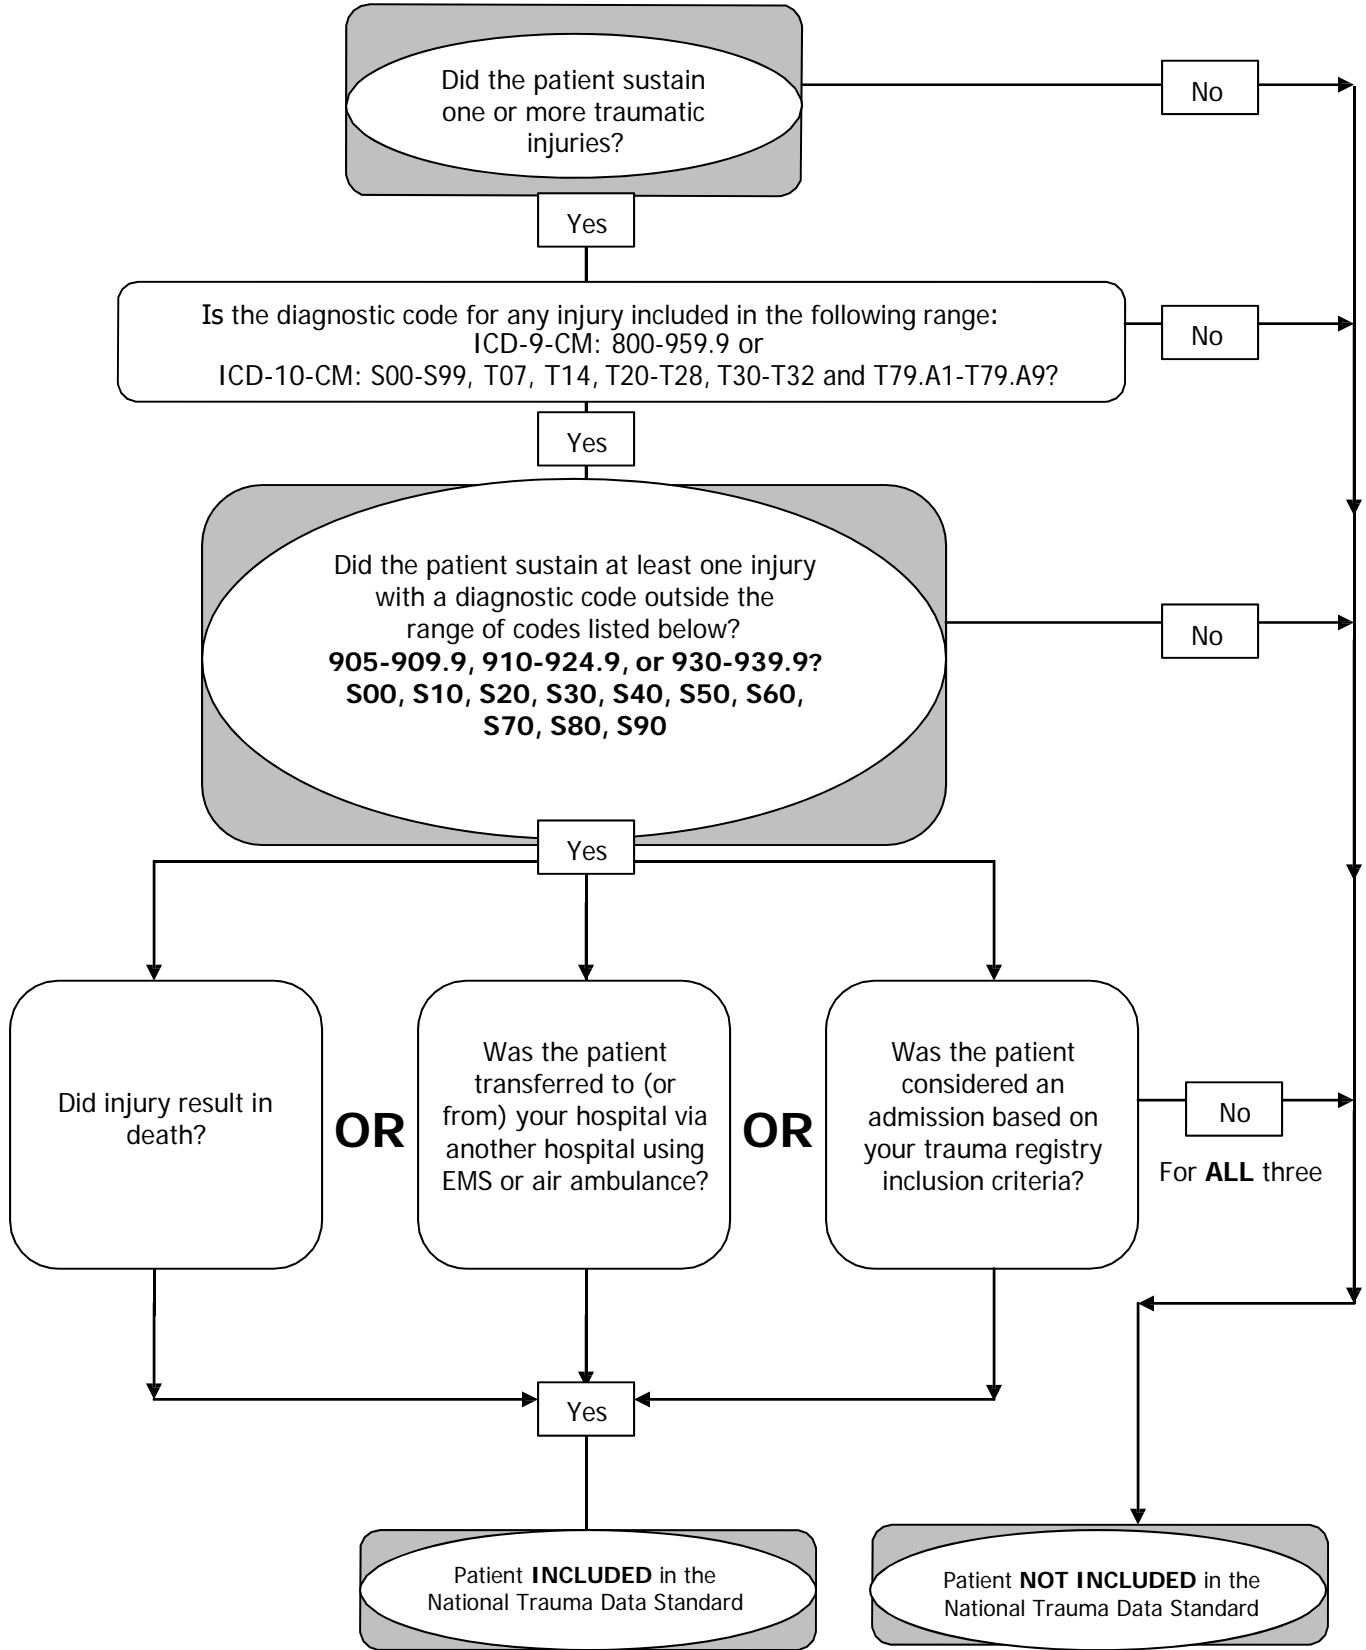 Did the patient sustain
one or more traumatic
injuries?
No
Yes
Is the diagnostic code for any injury included in the following range:
ICD-9-CM: 800-959.9 or
ICD-10-CM: S00-S99, T07, T14, T20-T28, T30-T32 and T79.A1-T79.A9?
No
Yes
Did the patient sustain at least one injury
with a diagnostic code outside the
range of codes listed below?
905-909.9, 910-924.9, or 930-939.9?
S00, S10, S20, S30, S40, S50, S60,
S70, S80, S90
No
Yes
Did injury result in
death?
OR
Was the patient
transferred to (or
from) your hospital via
another hospital using
EMS or air ambulance?
OR
Was the patient
considered an
admission based on
your trauma registry
inclusion criteria?
No
For ALL three
Yes
Patient INCLUDED in the
National Trauma Data Standard
Patient NOT INCLUDED in the
National Trauma Data Standard